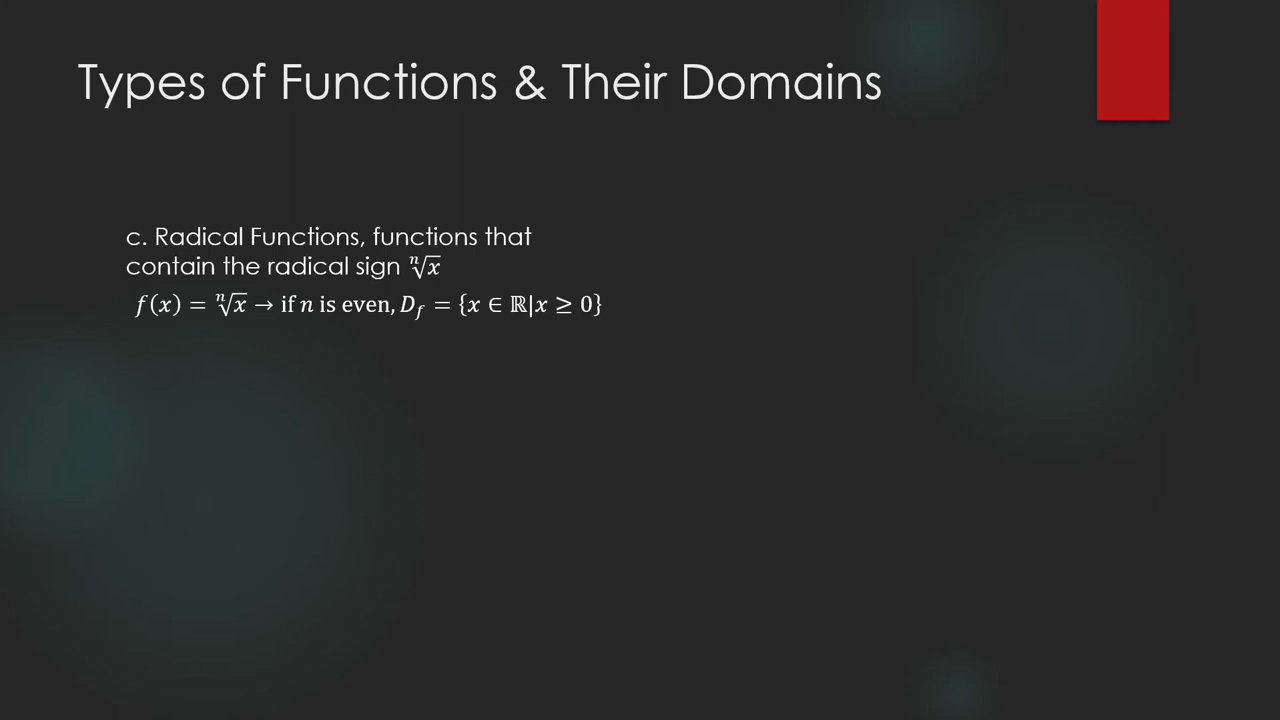 Types of Functions & Their Domains
c. Radical Functions, functions that
contain the radical sign ⁿ√x
f(x) = ⁿ√x → if n is even, D_f = {x ∈ ℝ|x ≥ 0}